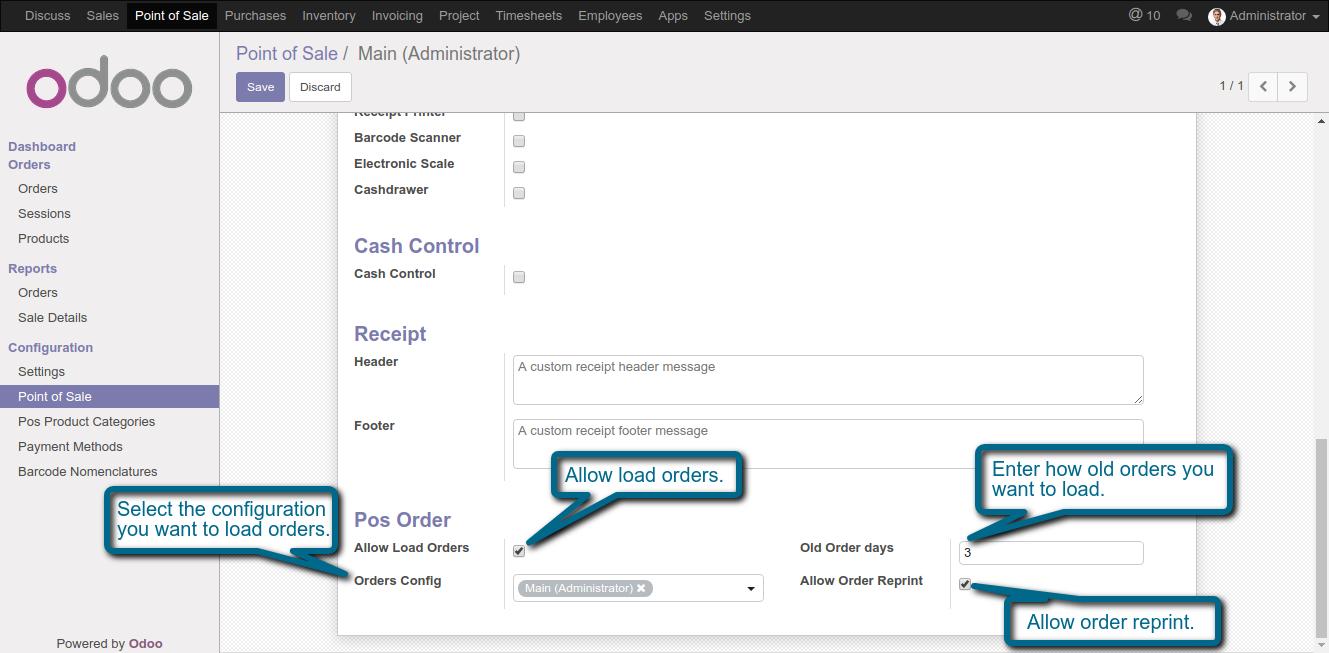 Discuss Sales Point of Sale Purchases Inventory Invoicing Project Timesheets Employees Apps Settings @ 10 Administrator
odoo
Point of Sale / Main (Administrator)
Save Discard
1 / 1
Dashboard
Orders
Orders
Sessions
Products
Reports
Orders
Sale Details
Configuration
Settings
Point of Sale
Pos Product Categories
Payment Methods
Barcode Nomenclatures
Powered by Odoo
Receipt Printer
Barcode Scanner
Electronic Scale
Cashdrawer
Cash Control
Cash Control
Receipt
Header
A custom receipt header message
Footer
A custom receipt footer message
Allow load orders.
Enter how old orders you
want to load.
Select the configuration
you want to load orders.
Pos Order
Allow Load Orders
Old Order days 3
Orders Config Main (Administrator) ×
Allow Order Reprint
Allow order reprint.